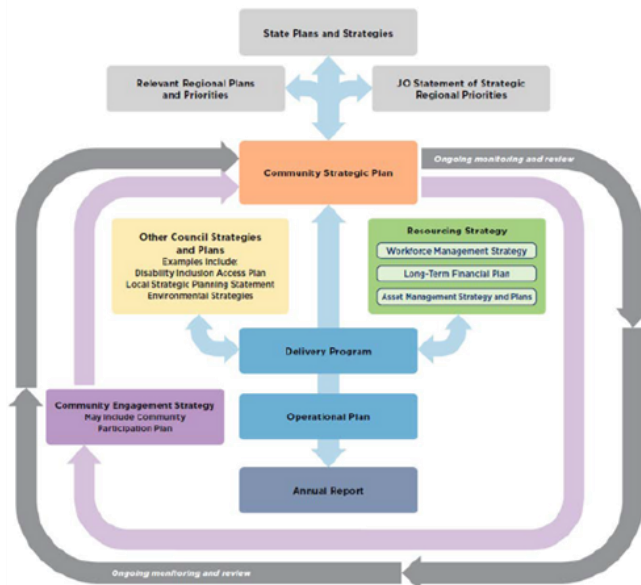 State Plans and Strategies
Relevant Regional Plans
and Priorities
JO Statement of Strategic
Regional Priorities
Community Strategic Plan
Ongoing monitoring and review
Other Council Strategies
and Plans
Examples Include:
Disability Inclusion Access Plan
Local Strategic Planning Statement
Environmental Strategies
Resourcing Strategy
Workforce Management Strategy
Long-Term Financial Plan
Asset Management Strategy and Plans
Delivery Program
Community Engagement Strategy
May Include Community
Participation Plan
Operational Plan
Annual Report
Ongoing monitoring and review